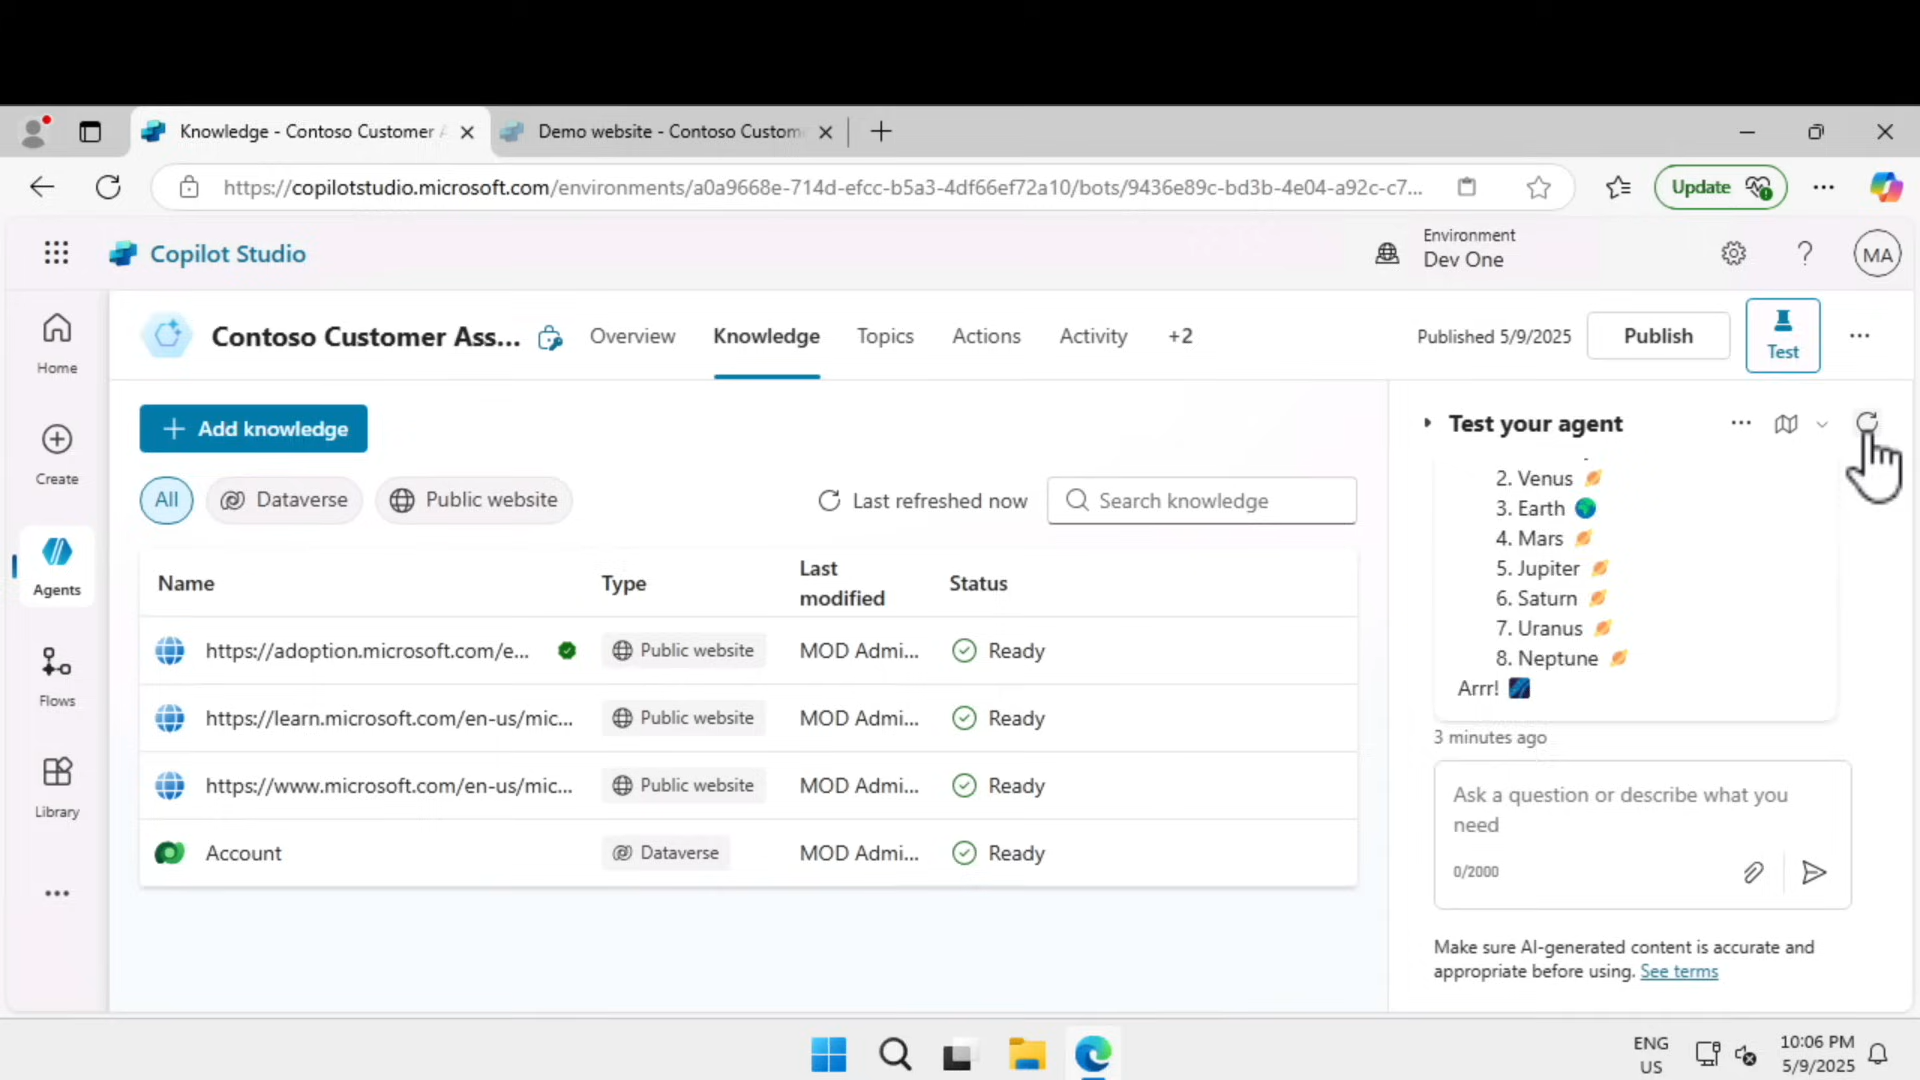 Knowledge - Contoso Customer A
Demo website - Contoso Custom
https://copilotstudio.microsoft.com/environments/a0a9668e-714d-efcc-b5a3-4df66ef72a10/bots/9436e89c-bd3b-4e04-a92c-c7...
Update
Copilot Studio
Environment
Dev One
?
MA
Home
Create
Agents
Flows
Library
Contoso Customer Ass...
Overview
Knowledge
Topics
Actions
Activity
+2
Published 5/9/2025
Publish
Test
Add knowledge
All
Dataverse
Public website
Last refreshed now
Search knowledge
Name
Type
Last modified
Status
https://adoption.microsoft.com/e... Public website MOD Admi... Ready
https://learn.microsoft.com/en-us/mic... Public website MOD Admi... Ready
https://www.microsoft.com/en-us/mic... Public website MOD Admi... Ready
Account Dataverse MOD Admi... Ready
Test your agent
2. Venus 🪐
3. Earth 🌍
4. Mars 🪐
5. Jupiter 🪐
6. Saturn 🪐
7. Uranus 🪐
8. Neptune 🪐
Arrr! 🌌
3 minutes ago
Ask a question or describe what you
need
0/2000
Make sure AI-generated content is accurate and
appropriate before using. See terms
ENG
US
10:06 PM
5/9/2025